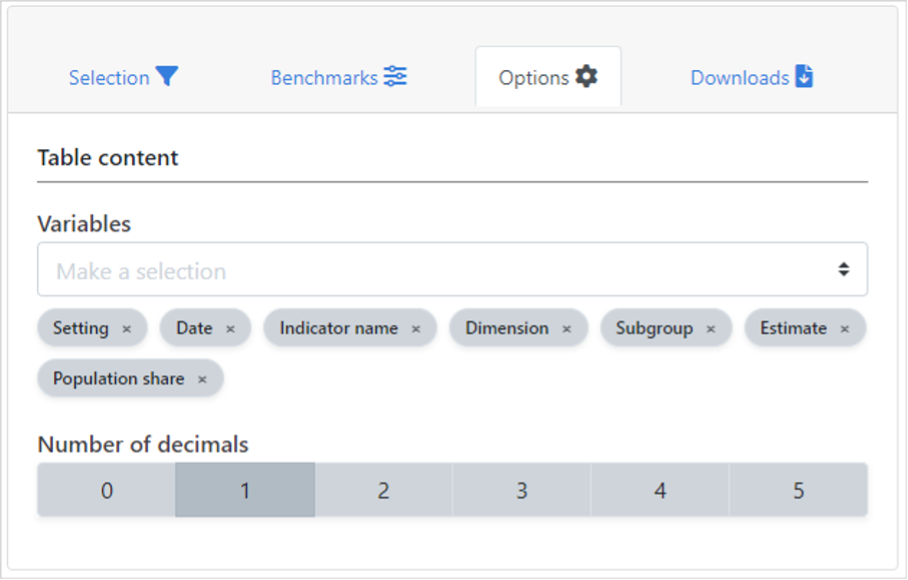 Selection Benchmarks Options Downloads
Table content
Variables
Make a selection
Setting × Date × Indicator name × Dimension × Subgroup × Estimate ×
Population share ×
Number of decimals
0 1 2 3 4 5